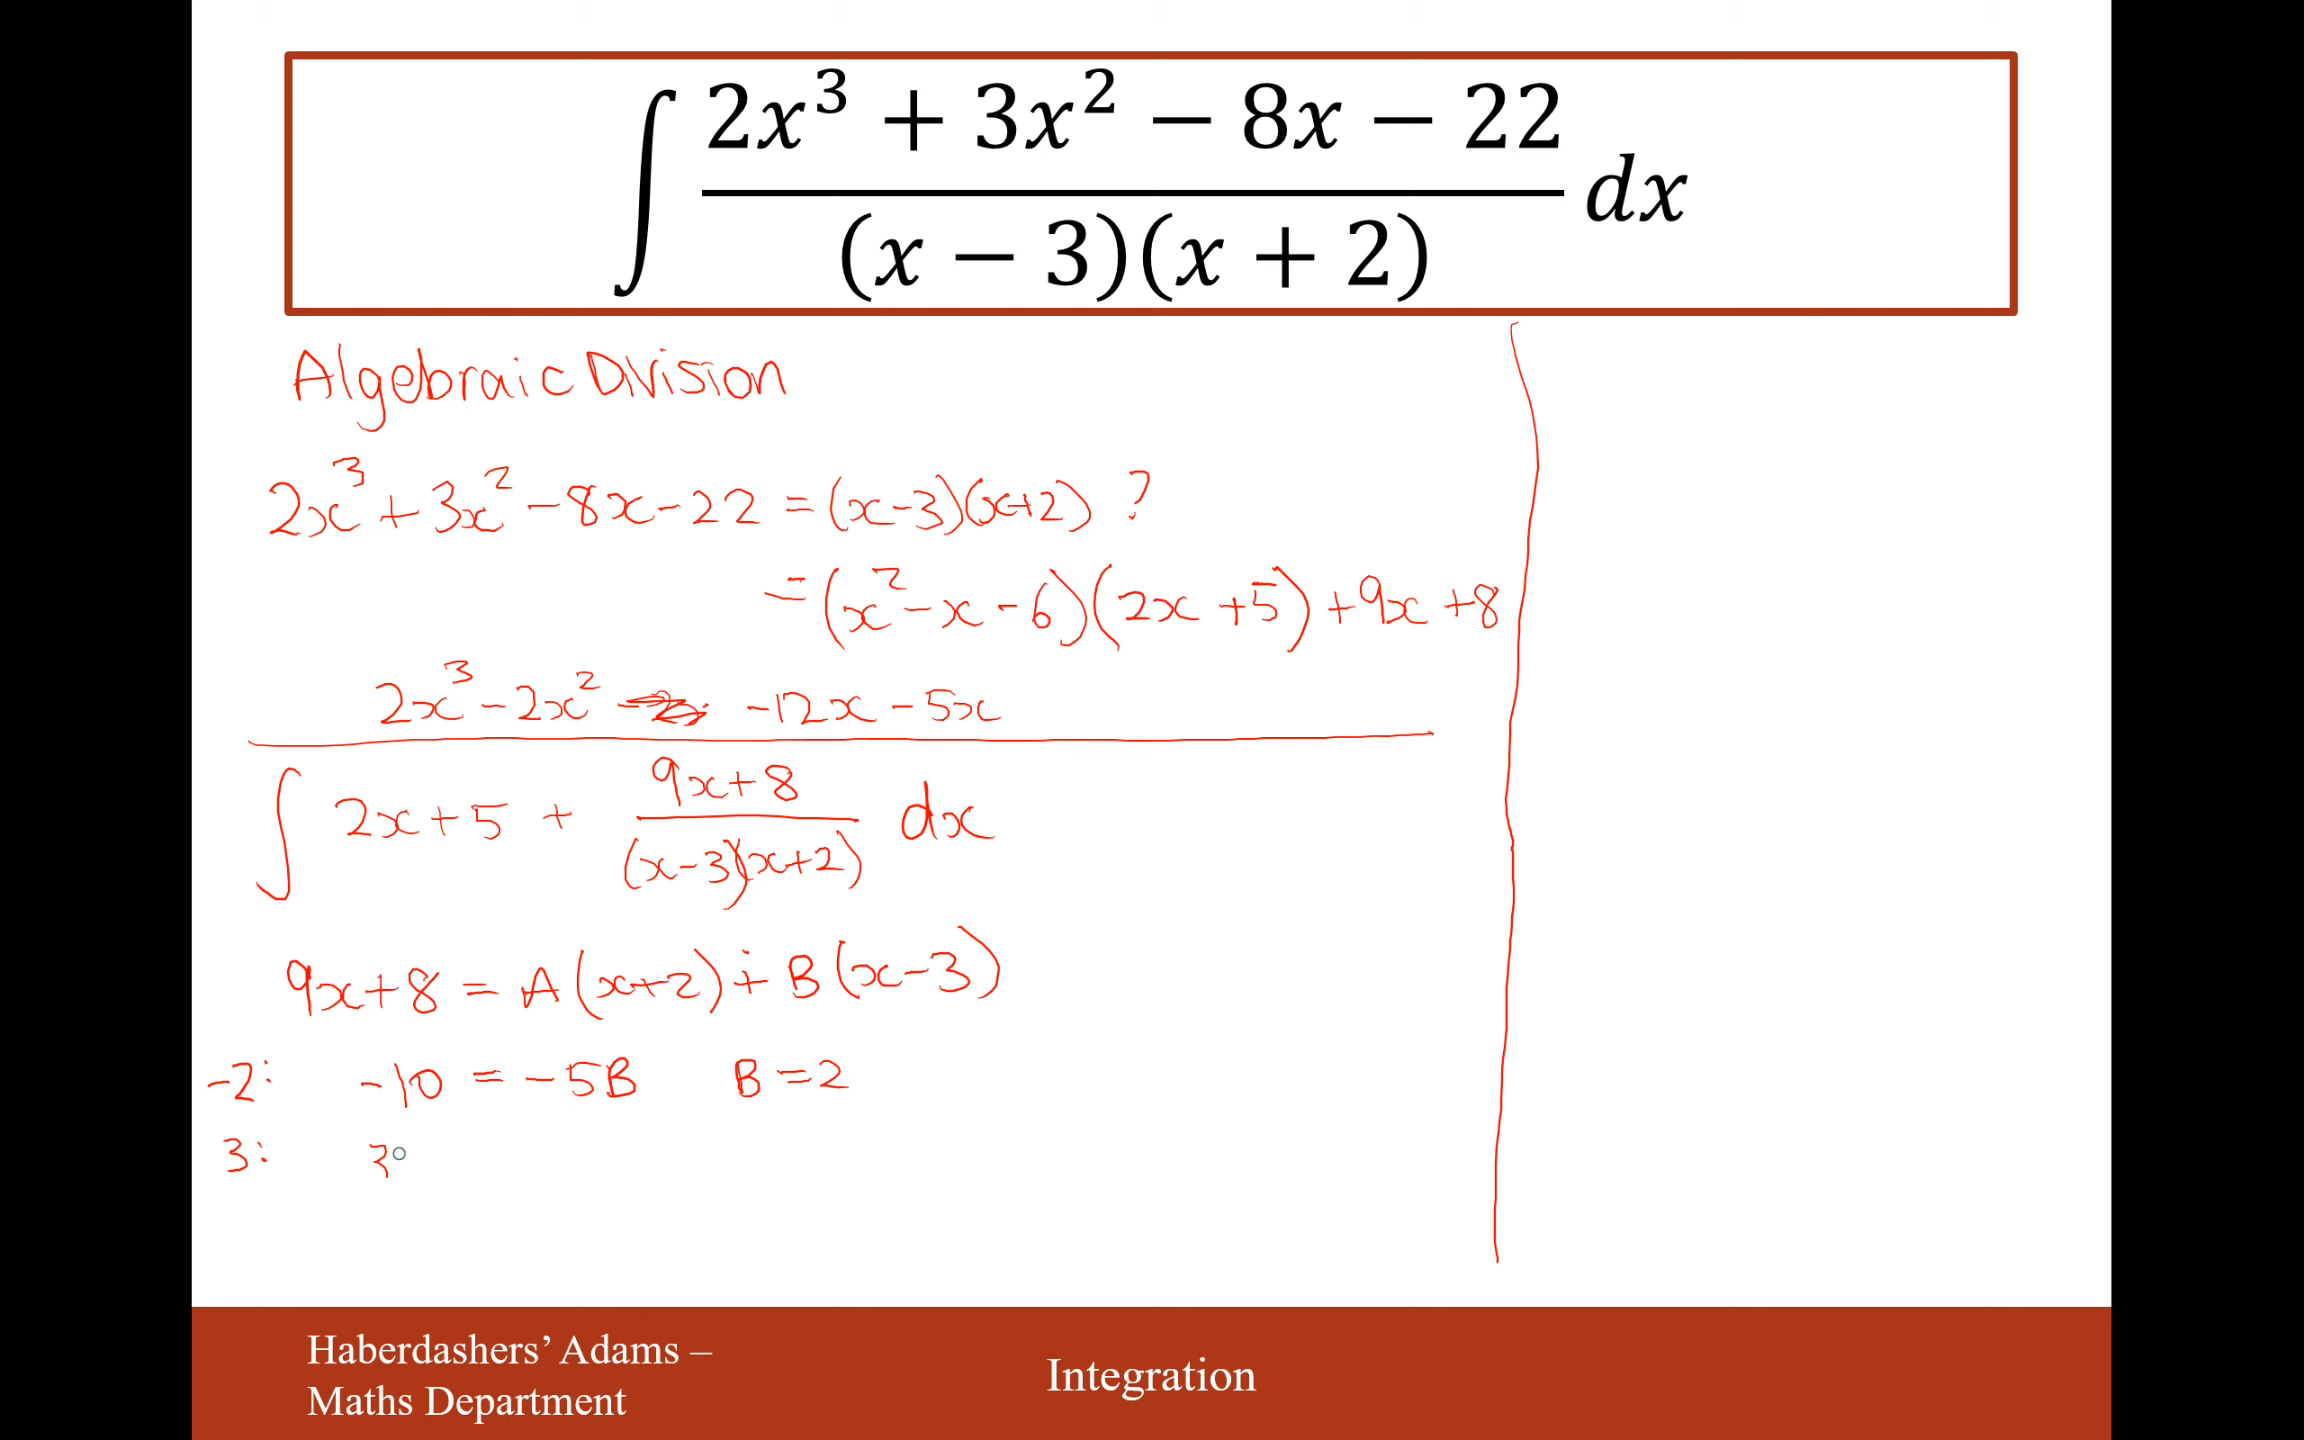 ∫ (2x³ + 3x² − 8x − 22)/((x − 3)(x + 2)) dx
Algebraic Division
2x³ + 3x² − 8x − 22 = (x−3)(x+2) ?
= (x² − x − 6)(2x + 5) + 9x + 8
2x³ − 2x² − 12x − 5x
∫ 2x + 5 + (9x+8)/((x−3)(x+2)) dx
9x + 8 = A(x+2) + B(x−3)
-2: -10 = -5B B = 2
3: 3
Haberdashers’ Adams –
Maths Department
Integration